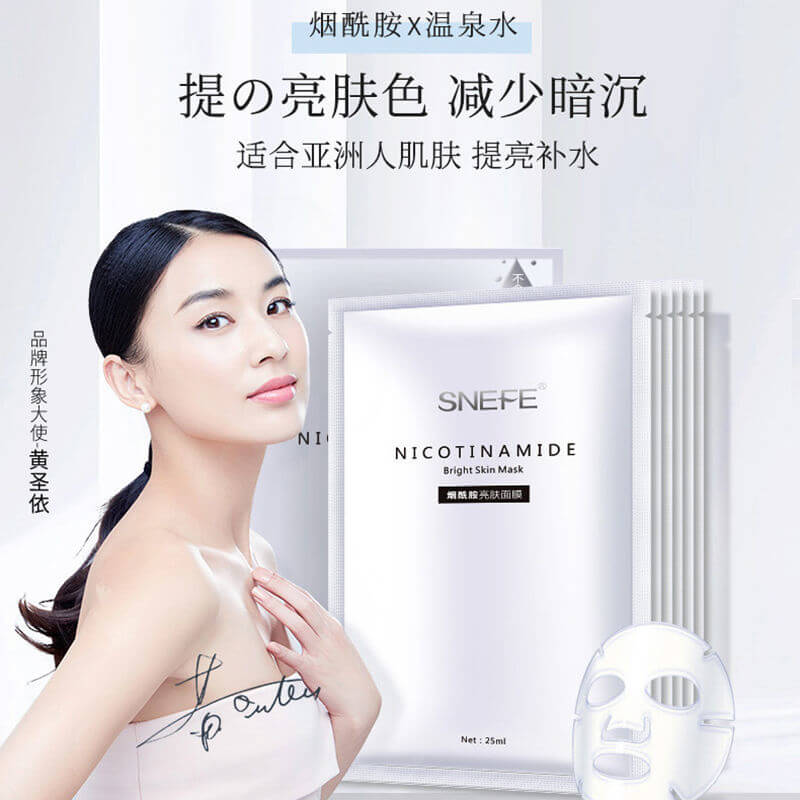 烟酰胺X温泉水
提の亮肤色 减少暗沉
适合亚洲人肌肤 提亮补水
品牌形象大使-黄圣依
不
NIC
SNEFE®
NICOTINAMIDE
Bright Skin Mask
烟酰胺亮肤面膜
Net : 25ml